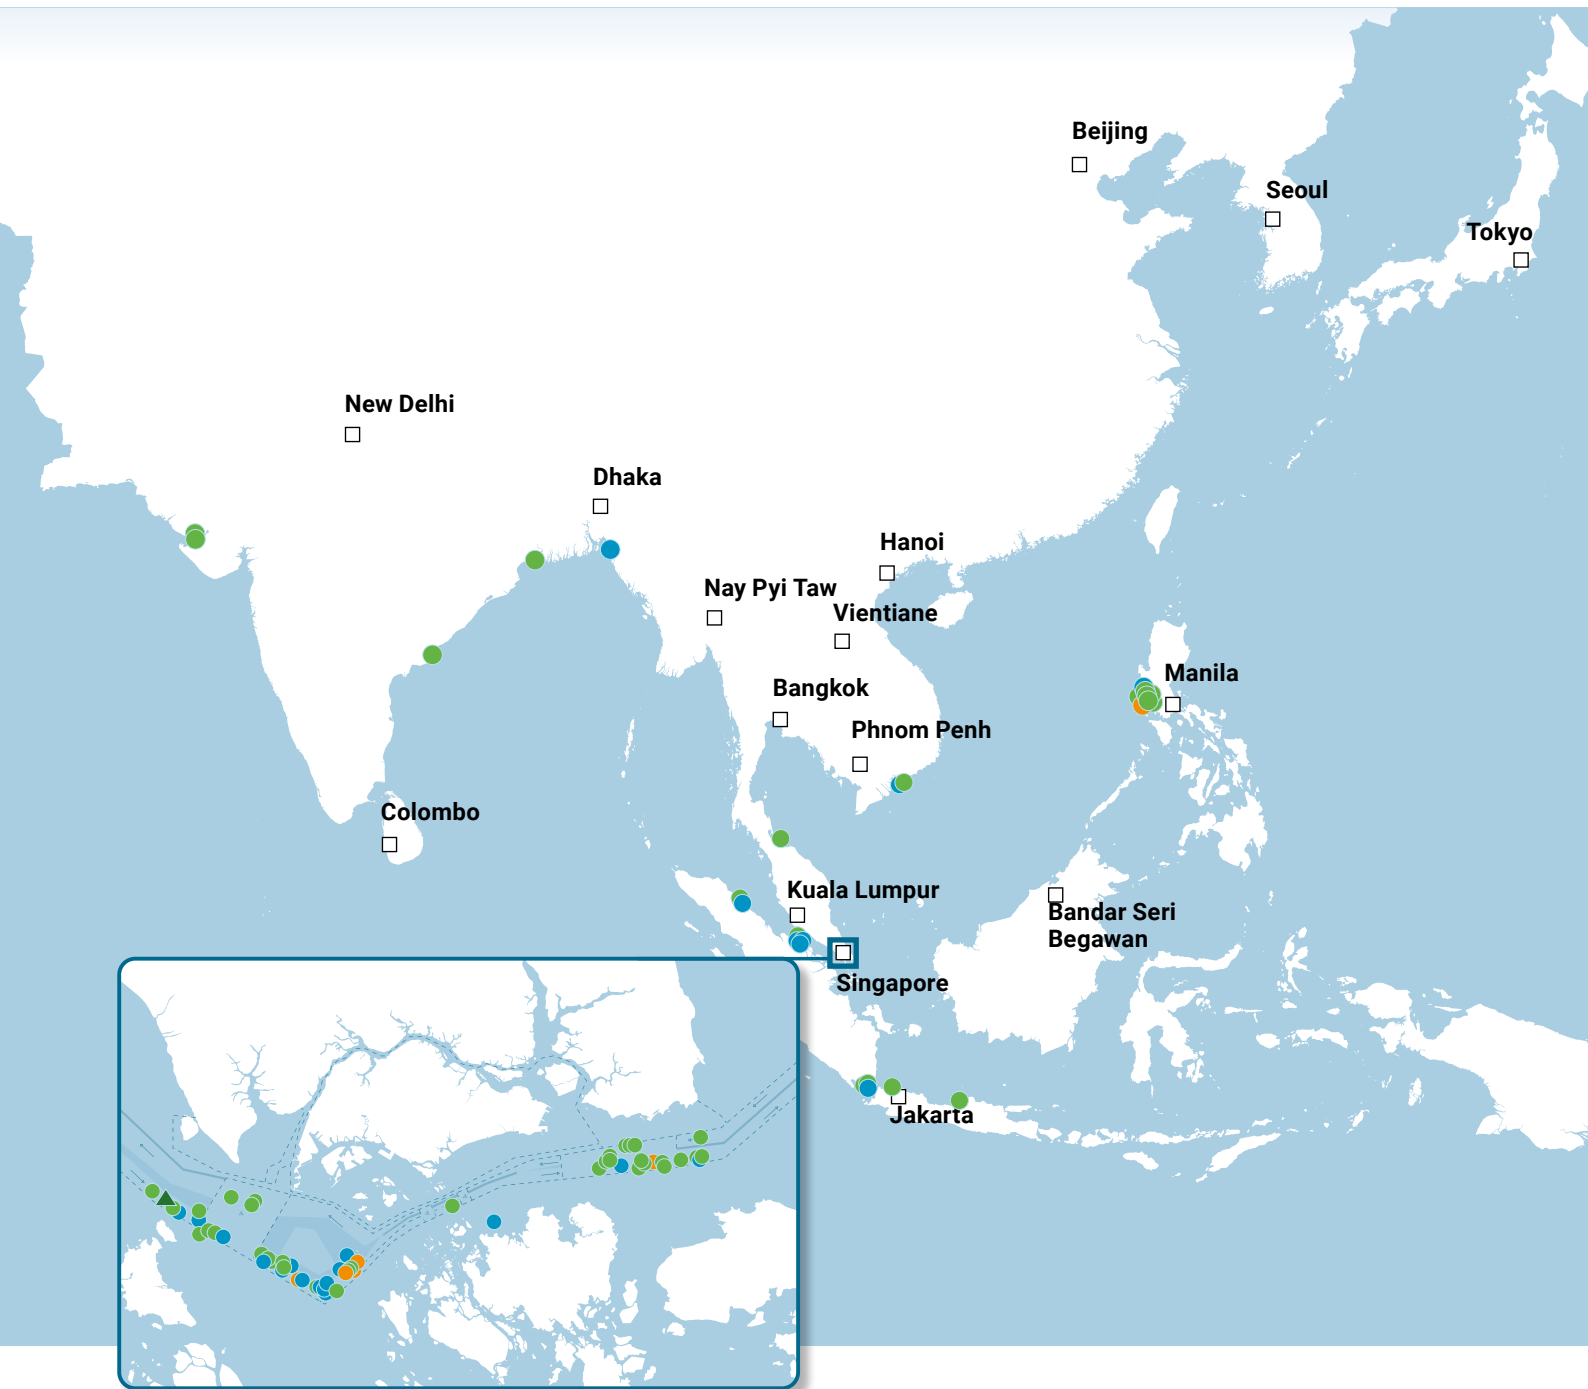 Beijing
Seoul
Tokyo
New Delhi
Dhaka
Hanoi
Nay Pyi Taw
Vientiane
Manila
Bangkok
Phnom Penh
Colombo
Kuala Lumpur
Bandar Seri
Begawan
Singapore
Jakarta